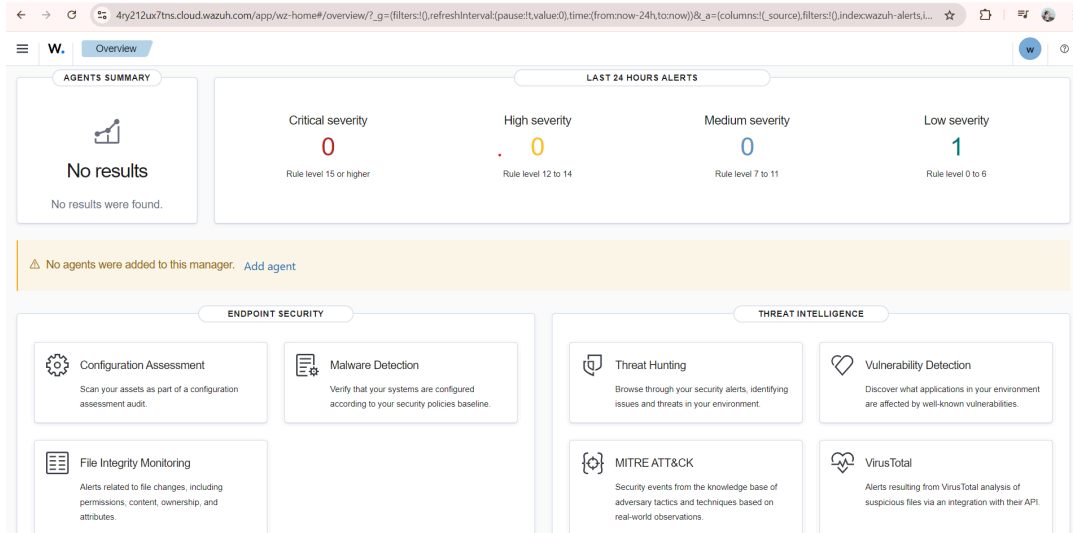 4ry212ux7tns.cloud.wazuh.com/app/wz-home#/overview/?_g=(filters:!(),refreshInterval:(pause:!t,value:0),time:(from:now-24h,to:now))&_a=(columns:!(_source),filters:!(),index:wazuh-alerts,i...
W. Overview
w
AGENTS SUMMARY
No results
No results were found.
LAST 24 HOURS ALERTS
Critical severity
0
Rule level 15 or higher
High severity
0
Rule level 12 to 14
Medium severity
0
Rule level 7 to 11
Low severity
1
Rule level 0 to 6
No agents were added to this manager. Add agent
ENDPOINT SECURITY
Configuration Assessment
Scan your assets as part of a configuration
assessment audit.
Malware Detection
Verify that your systems are configured
according to your security policies baseline.
File Integrity Monitoring
Alerts related to file changes, including
permissions, content, ownership, and
attributes.
THREAT INTELLIGENCE
Threat Hunting
Browse through your security alerts, identifying
issues and threats in your environment.
Vulnerability Detection
Discover what applications in your environment
are affected by well-known vulnerabilities.
MITRE ATT&CK
Security events from the knowledge base of
adversary tactics and techniques based on
real-world observations.
VirusTotal
Alerts resulting from VirusTotal analysis of
suspicious files via an integration with their API.